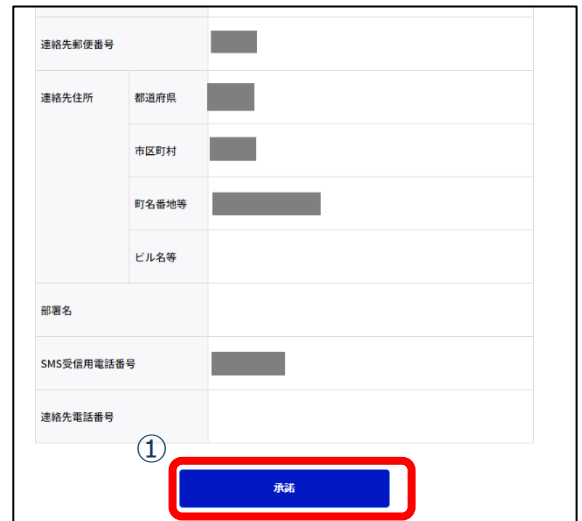 連絡先郵便番号
連絡先住所 都道府県
市区町村
町名番地等
ビル名等
部署名
SMS受信用電話番号
連絡先電話番号
①
承諾